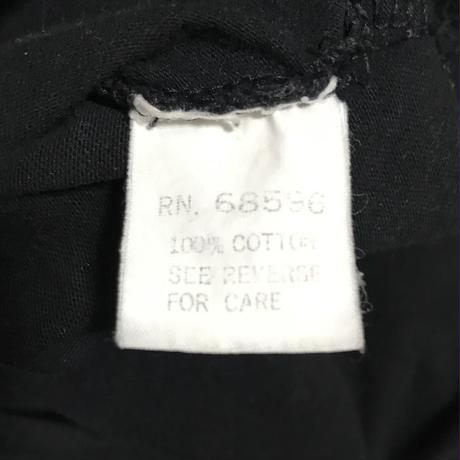 RN. 68596
100% COTTON
SEE REVERSE
FOR CARE